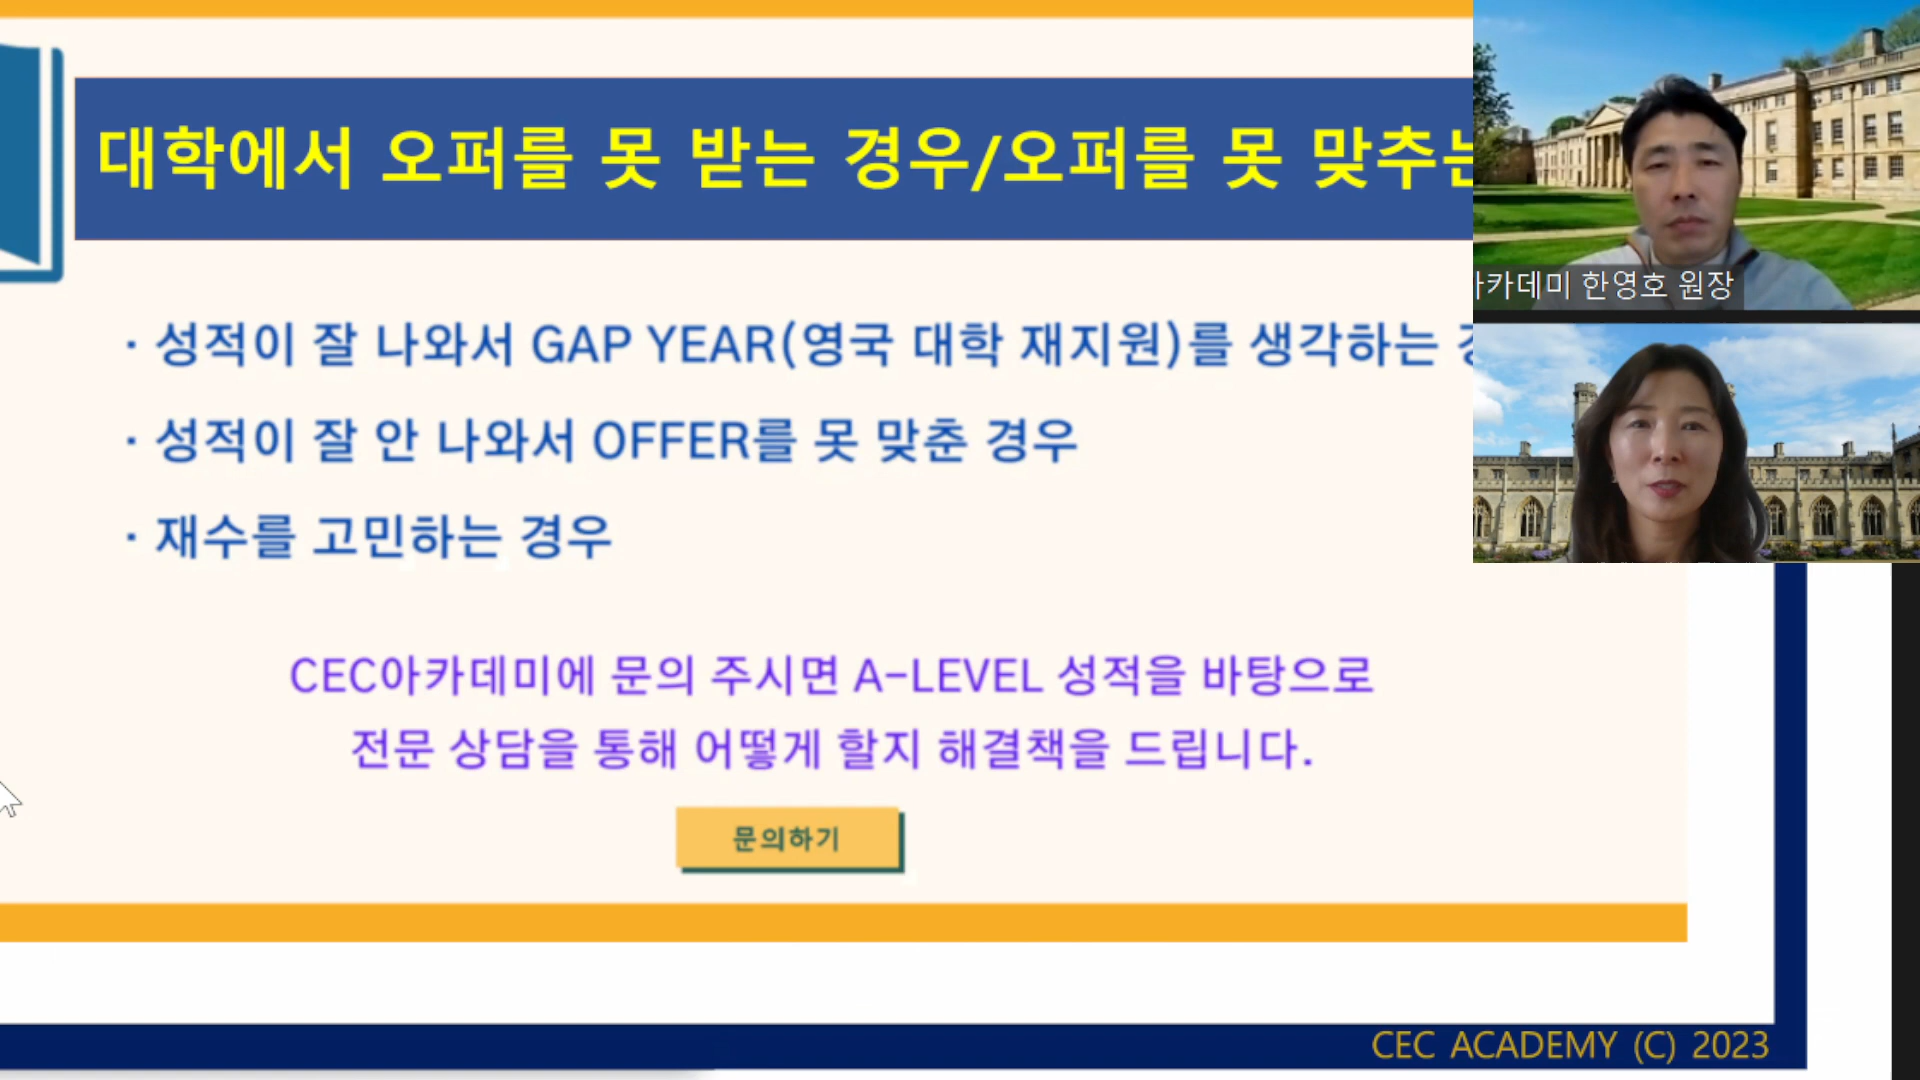 대학에서 오퍼를 못 받는 경우/오퍼를 못 맞추는
· 성적이 잘 나와서 GAP YEAR(영국 대학 재지원)를 생각하는
· 성적이 잘 안 나와서 OFFER를 못 맞춘 경우
· 재수를 고민하는 경우
CEC아카데미에 문의 주시면 A-LEVEL 성적을 바탕으로
전문 상담을 통해 어떻게 할지 해결책을 드립니다.
문의하기
아카데미 한영호 원장
CEC ACADEMY (C) 2023